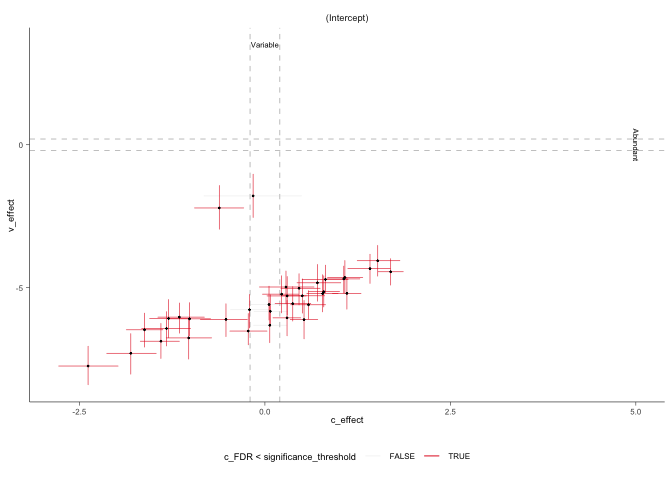 (Intercept)
Variable
Abundant
0
-5
v_effect
-2.5
0.0
2.5
5.0
c_effect
c_FDR < significance_threshold
FALSE
TRUE